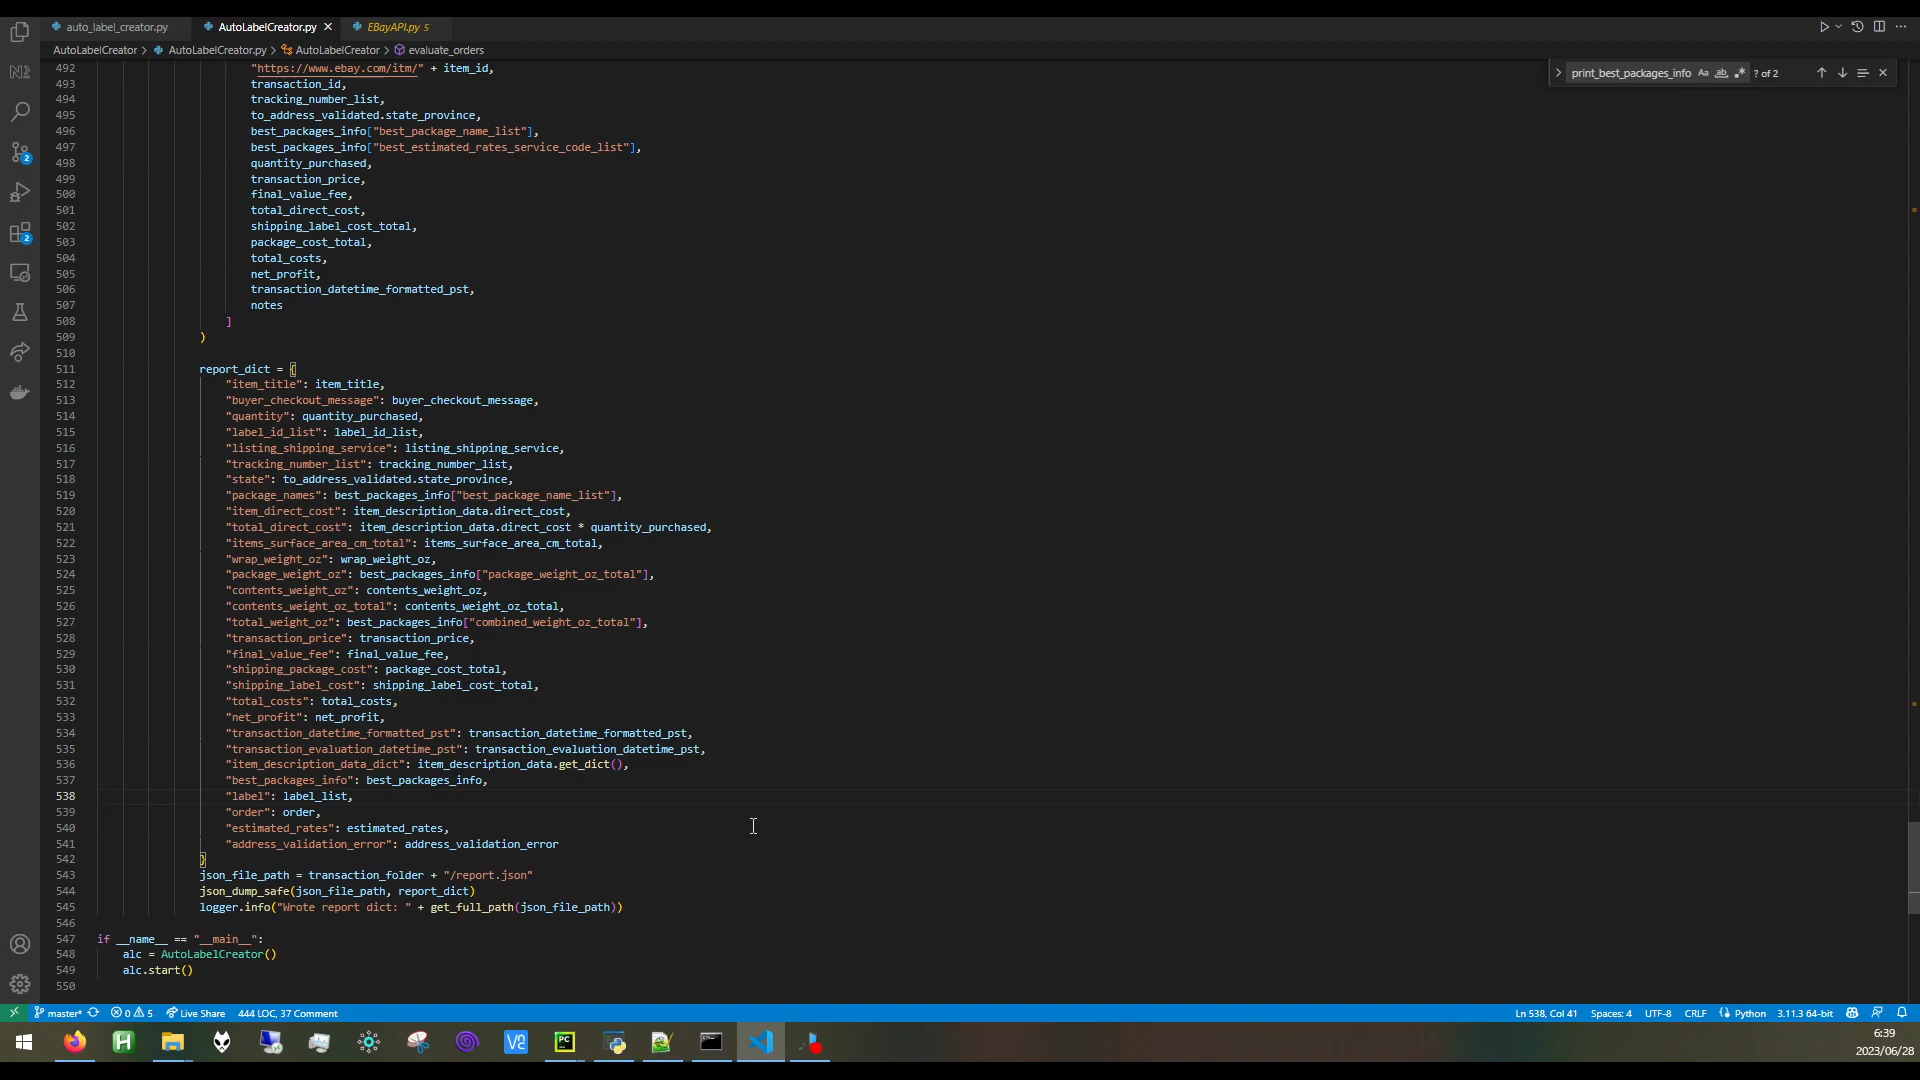 auto_label_creator.py
AutoLabelCreator.py
EBayAPI.py 5
AutoLabelCreator > AutoLabelCreator.py > AutoLabelCreator > evaluate_orders
print_best_packages_info Aa ab .* ? of 2
492 "https://www.ebay.com/itm/" + item_id,
493 transaction_id,
494 tracking_number_list,
495 to_address_validated.state_province,
496 best_packages_info["best_package_name_list"],
497 best_packages_info["best_estimated_rates_service_code_list"],
498 quantity_purchased,
499 transaction_price,
500 final_value_fee,
501 total_direct_cost,
502 shipping_label_cost_total,
503 package_cost_total,
504 total_costs,
505 net_profit,
506 transaction_datetime_formatted_pst,
507 notes
508 ]
509 )
510
511 report_dict = {
512 "item_title": item_title,
513 "buyer_checkout_message": buyer_checkout_message,
514 "quantity": quantity_purchased,
515 "label_id_list": label_id_list,
516 "listing_shipping_service": listing_shipping_service,
517 "tracking_number_list": tracking_number_list,
518 "state": to_address_validated.state_province,
519 "package_names": best_packages_info["best_package_name_list"],
520 "item_direct_cost": item_description_data.direct_cost,
521 "total_direct_cost": item_description_data.direct_cost * quantity_purchased,
522 "items_surface_area_cm_total": items_surface_area_cm_total,
523 "wrap_weight_oz": wrap_weight_oz,
524 "package_weight_oz": best_packages_info["package_weight_oz_total"],
525 "contents_weight_oz": contents_weight_oz,
526 "contents_weight_oz_total": contents_weight_oz_total,
527 "total_weight_oz": best_packages_info["combined_weight_oz_total"],
528 "transaction_price": transaction_price,
529 "final_value_fee": final_value_fee,
530 "shipping_package_cost": package_cost_total,
531 "shipping_label_cost": shipping_label_cost_total,
532 "total_costs": total_costs,
533 "net_profit": net_profit,
534 "transaction_datetime_formatted_pst": transaction_datetime_formatted_pst,
535 "transaction_evaluation_datetime_pst": transaction_evaluation_datetime_pst,
536 "item_description_data_dict": item_description_data.get_dict(),
537 "best_packages_info": best_packages_info,
538 "label": label_list,
539 "order": order,
540 "estimated_rates": estimated_rates,
541 "address_validation_error": address_validation_error
542 }
543 json_file_path = transaction_folder + "/report.json"
544 json_dump_safe(json_file_path, report_dict)
545 logger.info("Wrote report dict: " + get_full_path(json_file_path))
546
547 if __name__ == "__main__":
548 alc = AutoLabelCreator()
549 alc.start()
550
2
2
master* 0 5 Live Share 444 LOC, 37 Comment
Ln 538, Col 41 Spaces: 4 UTF-8 CRLF Python 3.11.3 64-bit
H
PC
6:39
2023/06/28